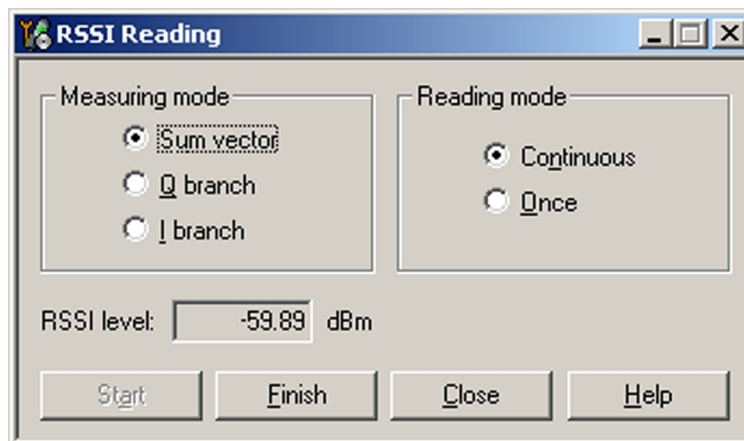 RSSI Reading
Measuring mode
Sum vector
Q branch
I branch
Reading mode
Continuous
Once
RSSI level: -59.89 dBm
Start Finish Close Help